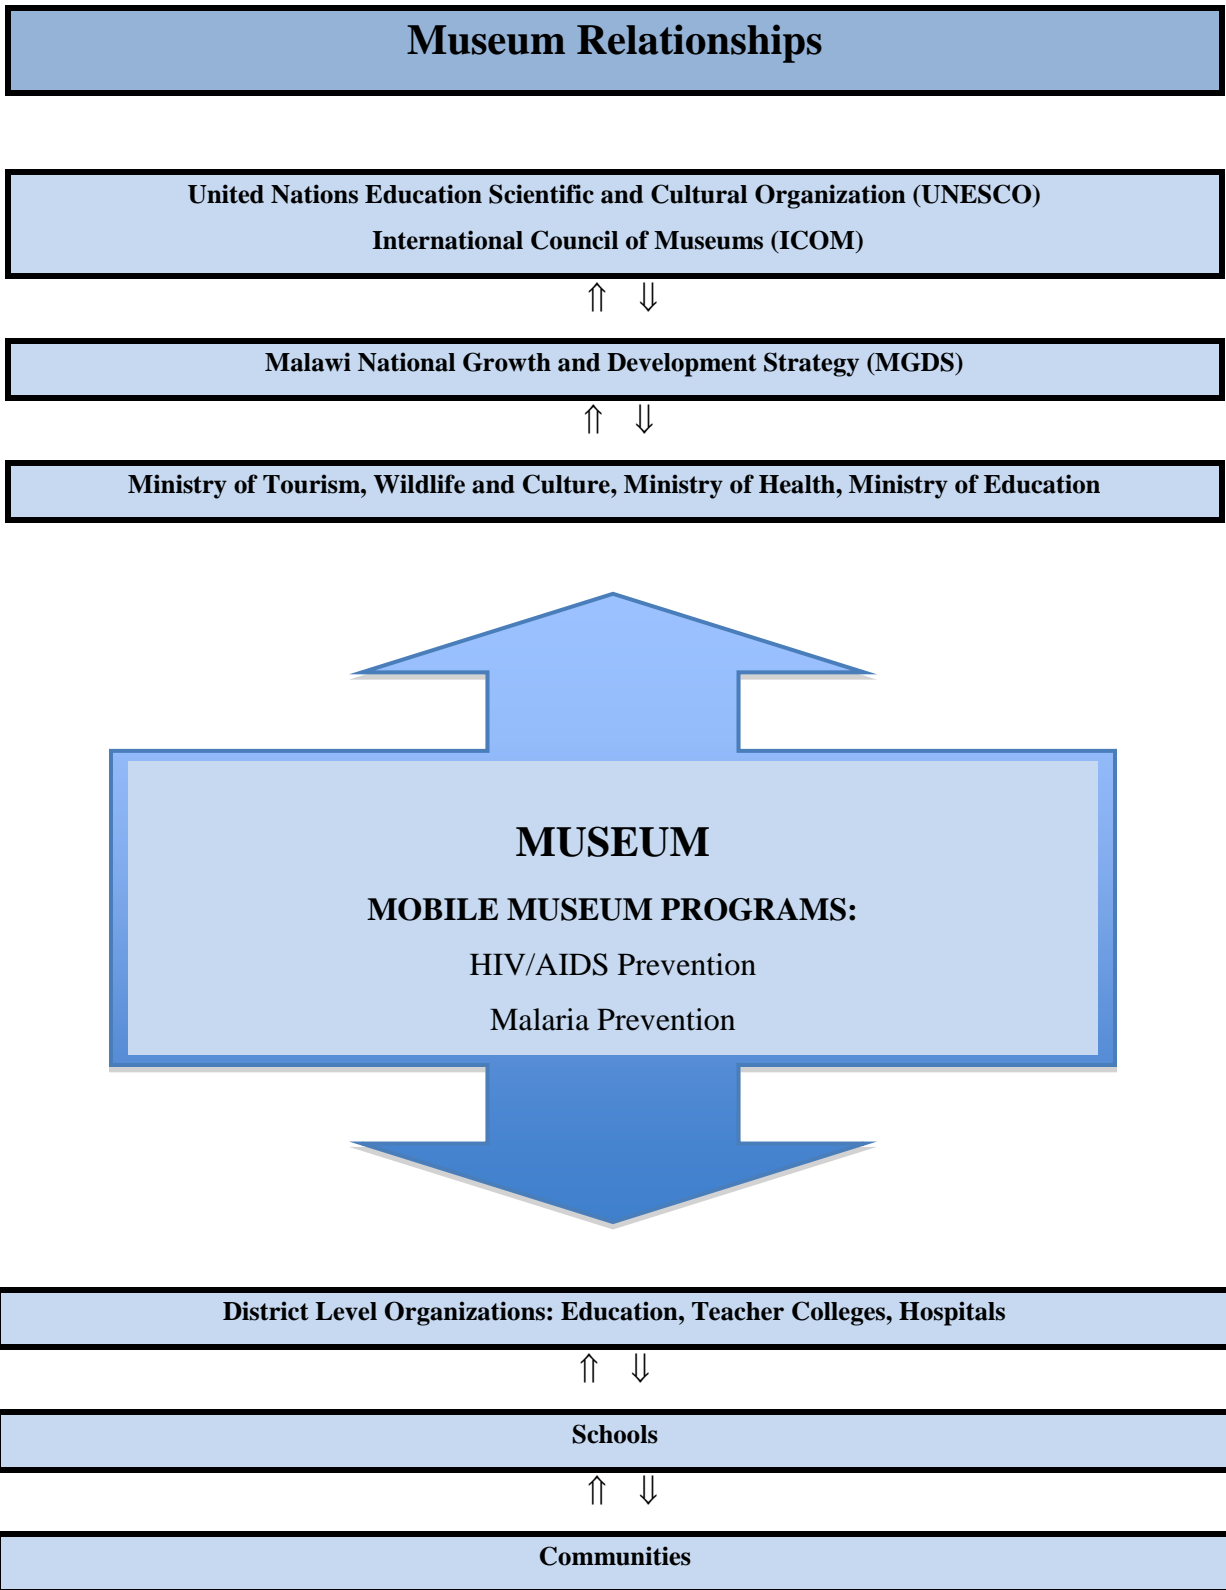 Museum Relationships
United Nations Education Scientific and Cultural Organization (UNESCO)
International Council of Museums (ICOM)
⇑ ⇓
Malawi National Growth and Development Strategy (MGDS)
⇑ ⇓
Ministry of Tourism, Wildlife and Culture, Ministry of Health, Ministry of Education
MUSEUM
MOBILE MUSEUM PROGRAMS:
HIV/AIDS Prevention
Malaria Prevention
District Level Organizations: Education, Teacher Colleges, Hospitals
⇑ ⇓
Schools
⇑ ⇓
Communities